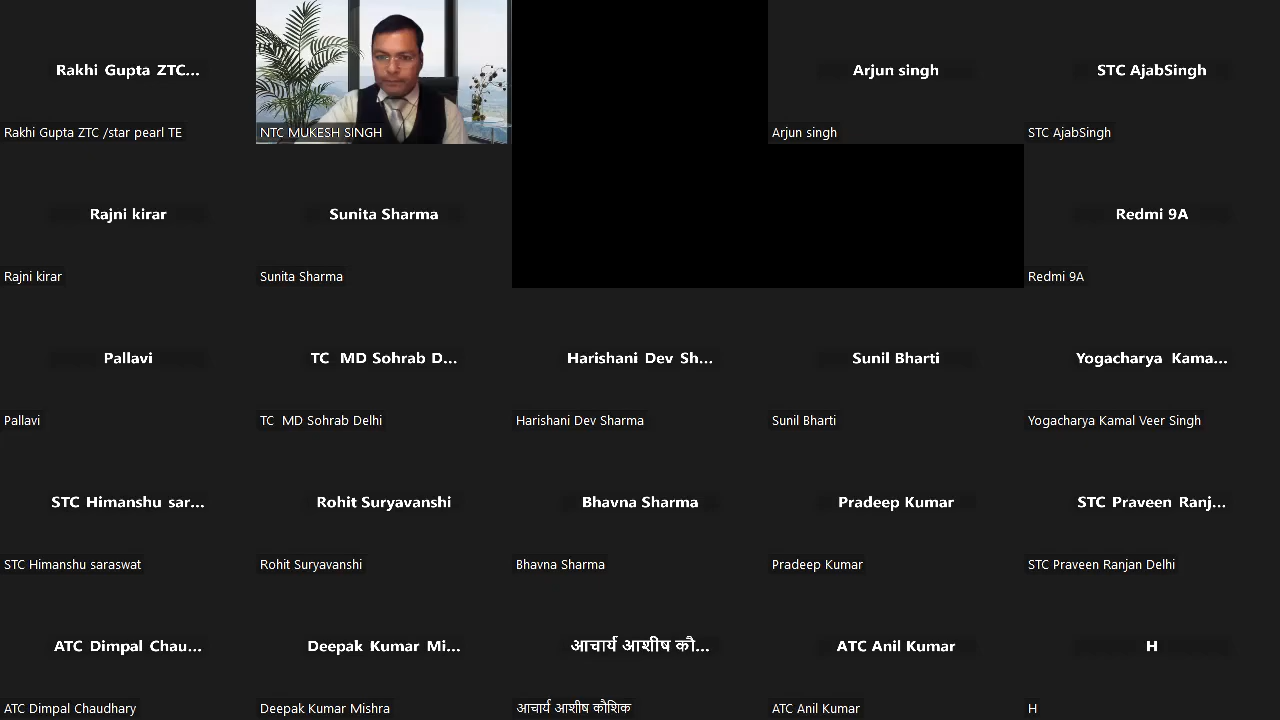 Rakhi Gupta ZTC...
Rakhi Gupta ZTC /star pearl TE
NTC MUKESH SINGH
Arjun singh
Arjun singh
STC AjabSingh
STC AjabSingh
Rajni kirar
Rajni kirar
Sunita Sharma
Sunita Sharma
Redmi 9A
Redmi 9A
Pallavi
Pallavi
TC MD Sohrab D...
TC MD Sohrab Delhi
Harishani Dev Sh...
Harishani Dev Sharma
Sunil Bharti
Sunil Bharti
Yogacharya Kama...
Yogacharya Kamal Veer Singh
STC Himanshu sar...
STC Himanshu saraswat
Rohit Suryavanshi
Rohit Suryavanshi
Bhavna Sharma
Bhavna Sharma
Pradeep Kumar
Pradeep Kumar
STC Praveen Ranj...
STC Praveen Ranjan Delhi
ATC Dimpal Chau...
ATC Dimpal Chaudhary
Deepak Kumar Mi...
Deepak Kumar Mishra
आचार्य आशीष कौ...
आचार्य आशीष कौशिक
ATC Anil Kumar
ATC Anil Kumar
H
H